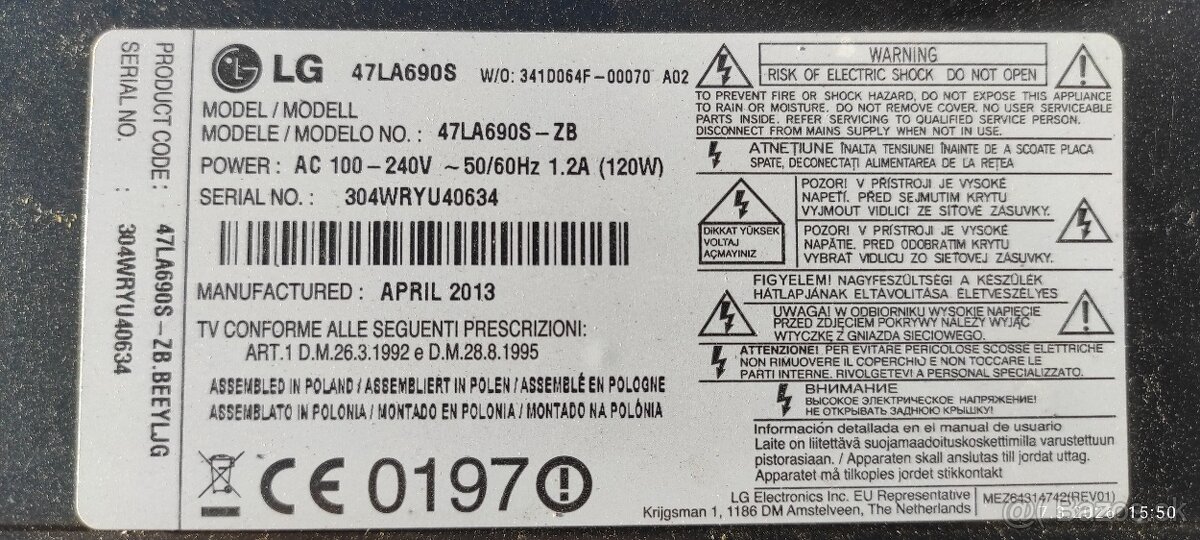 PRODUCT CODE : 47LA690S-ZB.BEEYLJG
SERIAL NO. : 304WRYU40634
LG 47LA690S W/O: 341D064F-00070 A02
MODEL / MODELL
MODELE / MODELO NO. : 47LA690S-ZB
POWER : AC 100-240V ~50/60Hz 1.2A (120W)
SERIAL NO. : 304WRYU40634
MANUFACTURED : APRIL 2013
TV CONFORME ALLE SEGUENTI PRESCRIZIONI:
ART.1 D.M.26.3.1992 e D.M.28.8.1995
ASSEMBLED IN POLAND / ASSEMBLIERT IN POLEN / ASSEMBLÉ EN POLOGNE
ASSEMBLATO IN POLONIA / MONTADO EN POLONIA / MONTADO NA POLÓNIA
CE 0197
WARNING
RISK OF ELECTRIC SHOCK DO NOT OPEN
TO PREVENT FIRE OR SHOCK HAZARD, DO NOT EXPOSE THIS APPLIANCE
TO RAIN OR MOISTURE. DO NOT REMOVE COVER. NO USER SERVICEABLE
PARTS INSIDE. REFER SERVICING TO QUALIFIED SERVICE PERSON.
DISCONNECT FROM MAINS SUPPLY WHEN NOT IN USE.
ATNEŢIUNE ÎNALTA TENSIUNE! ÎNAINTE DE A SCOATE PLACA
SPATE, DECONECTAŢI ALIMENTAREA DE LA REŢEA
DIKKAT YÜKSEK
VOLTAJ
AÇMAYINIZ
POZOR! V PŘÍSTROJI JE VYSOKÉ
NAPETÍ. PŘED SEJMUTIM KRYTU
VYJMOUT VIDLICI ZE SÍŤOVÉ ZÁSUVKY.
POZOR! V PRÍSTROJI JE VYSOKÉ
NAPÄTIE. PRED ODOBRATIM KRYTU
VYBRAŤ VIDLICU ZO SIEŤOVEJ ZÁSUVKY.
FIGYELEM! NAGYFESZÜLTSÉG! A KÉSZÜLÉK
HÁTLAPJÁNAK ELTÁVOLITÁSA ÉLETVESZÉLYES
UWAGA! W ODBIORNIKU WYSOKIE NAPIĘCIE
PRZED ZDJĘCIEM POKRYWY NALEŻY WYJĄĆ
WTYCZKĘ Z GNIAZDA SIECIOWEGO.
ATTENZIONE! PER EVITARE PERICOLOSE SCOSSE ELETTRICHE
NON RIMUOVERE IL COPERCHIO E NON TOCCARE LE
PARTI INTERNE. RIVOLGETEVI A PERSONAL SPECIALIZZATO.
ВНИМАНИЕ
ВЫСОКОЕ ЭЛЕКТРИЧЕСКОЕ НАПРЯЖЕНИЕ!
НЕ ОТКРЫВАТЬ ЗАДНЮЮ КРЫШКУ!
Información detallada en el manual de usuario
Laite on liitettävä suojamaadoituskoskettimilla varustettuun
pistorasiaan. / Apparaten skall anslutas till jordat uttag.
Apparatet må tilkoples jordet stikkontakt
LG Electronics Inc. EU Representative
Krijgsman 1, 1186 DM Amstelveen, The Netherlands
MEZ64314742(REV01)
15:50